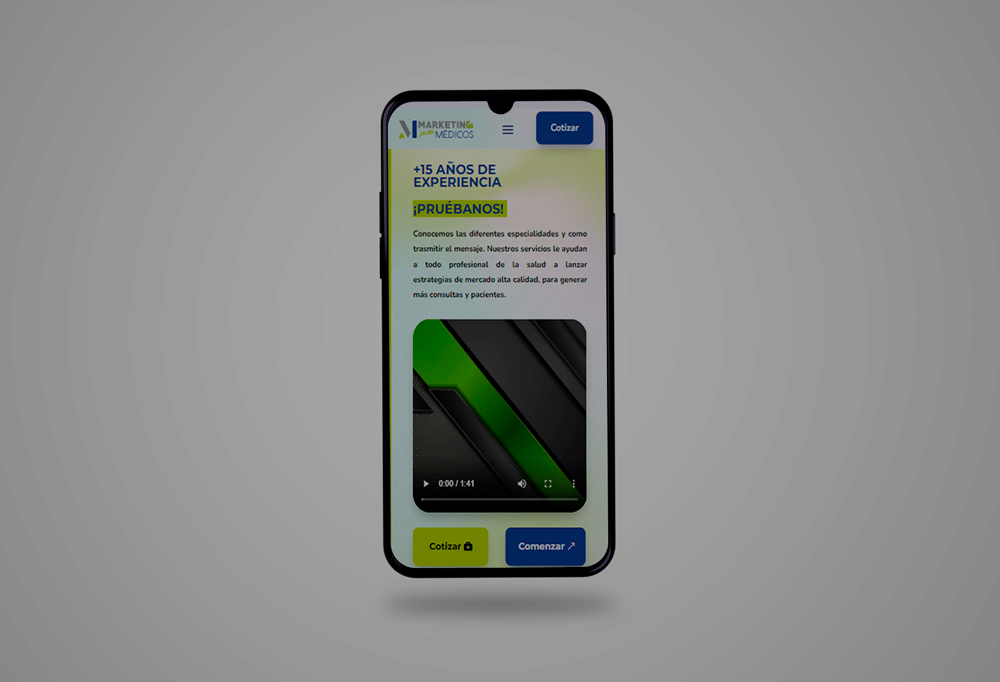 MARKETING
PARA
MÉDICOS
Cotizar
+15 AÑOS DE
EXPERIENCIA
¡PRUÉBANOS!
Conocemos las diferentes especialidades y como
trasmitir el mensaje. Nuestros servicios le ayudan
a todo profesional de la salud a lanzar
estrategias de mercado alta calidad, para generar
más consultas y pacientes.
0:00 / 1:41
Cotizar
Comenzar